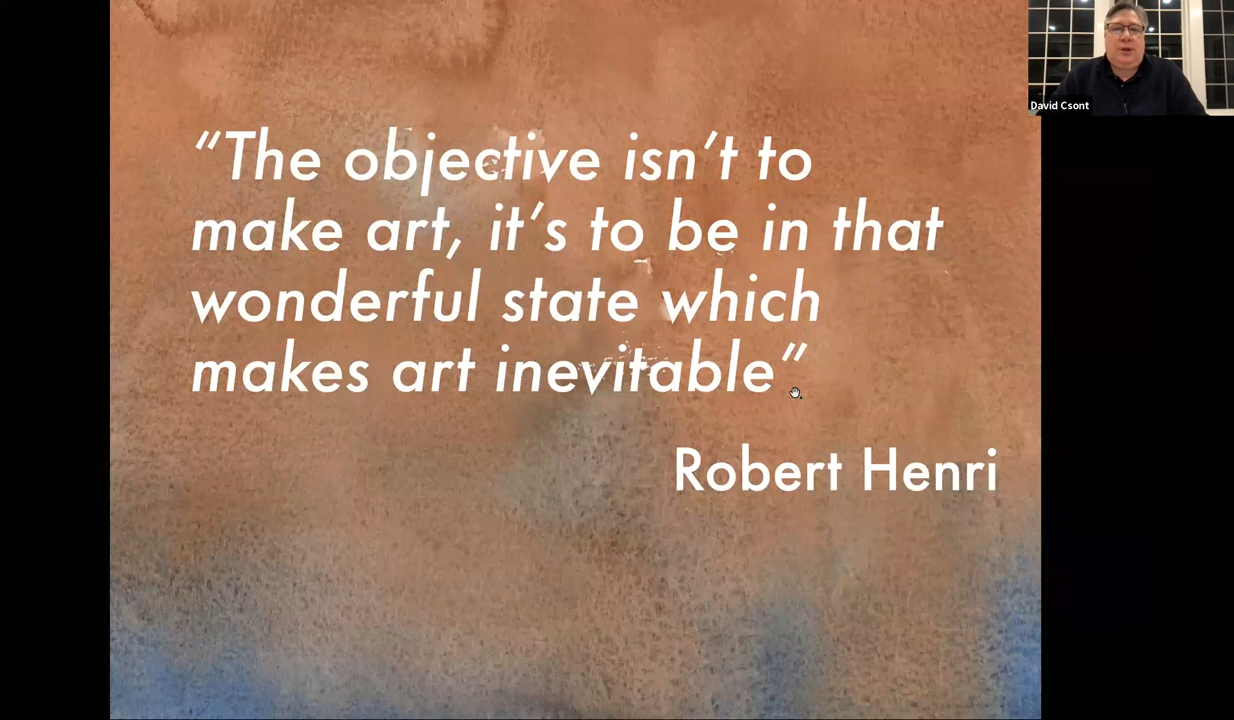 “The objective isn’t to
make art, it’s to be in that
wonderful state which
makes art inevitable”
Robert Henri
David Csont